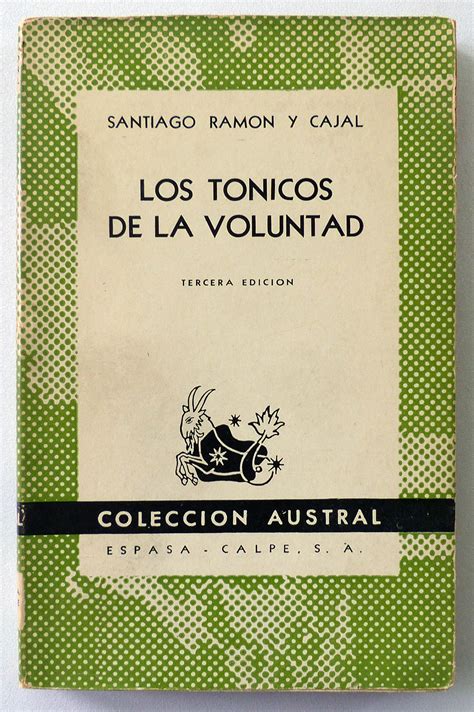 SANTIAGO RAMON Y CAJAL
LOS TONICOS
DE LA VOLUNTAD
TERCERA EDICION
COLECCION AUSTRAL
ESPASA - CALPE, S. A.